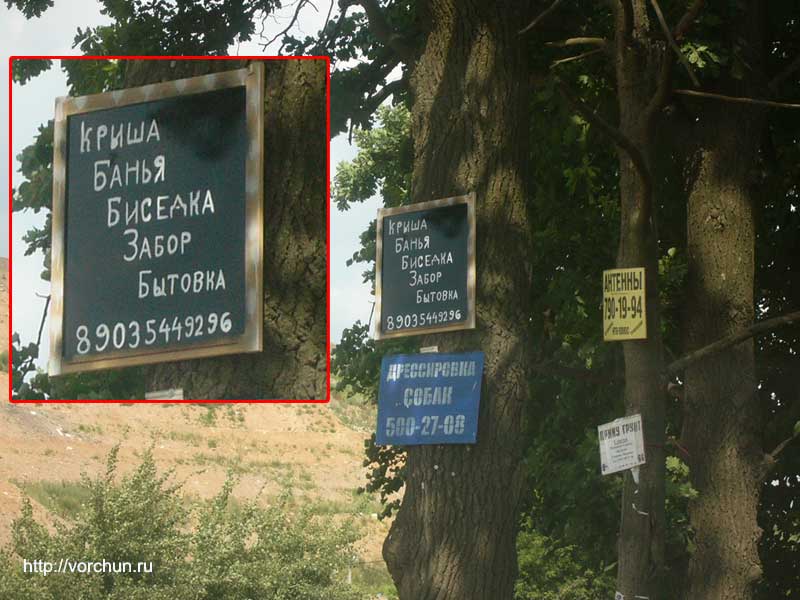 Криша
Банья
Биседка
Забор
Бытовка
89035449296
Криша
Банья
Биседка
Забор
Бытовка
89035449296
ДРЕССИРОВКА
СОБАК
500-27-08
АНТЕННЫ
790-19-94
ГРУНТ
http://vorchun.ru